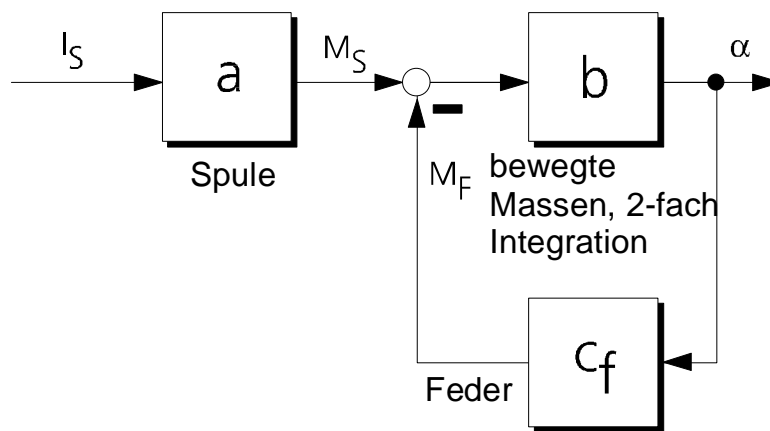 I_S
a
M_S
b
α
Spule
M_F
bewegte
Massen, 2-fach
Integration
c_f
Feder